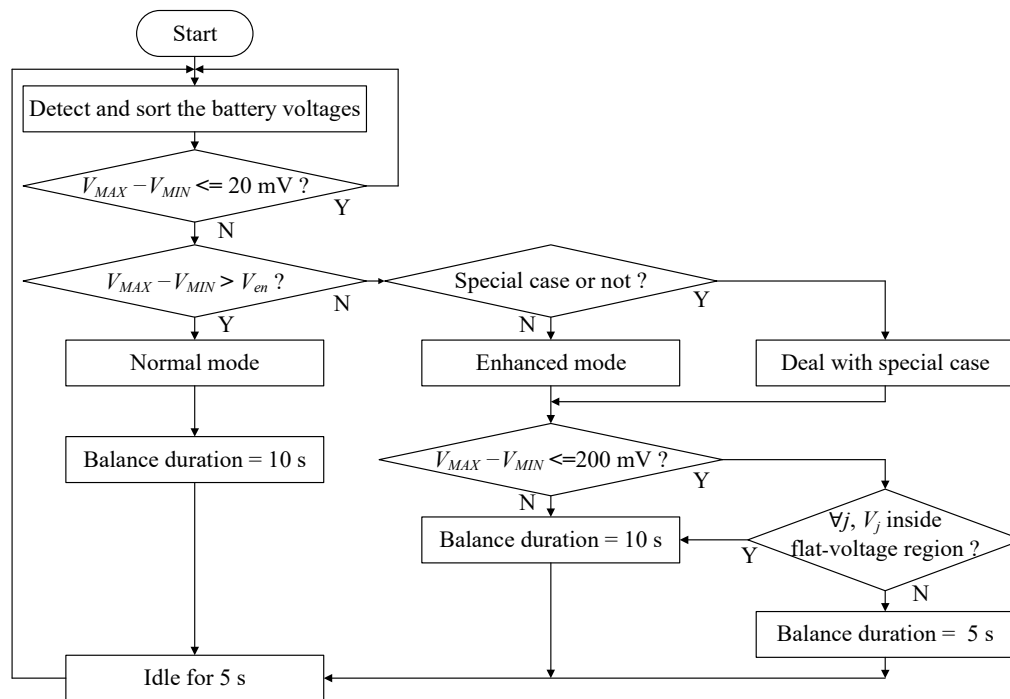 Start
Detect and sort the battery voltages
V_MAX − V_MIN <= 20 mV ?
Y
N
V_MAX − V_MIN > V_en ?
N
Y
Special case or not ?
Y
N
Normal mode
Enhanced mode
Deal with special case
Balance duration = 10 s
V_MAX − V_MIN <=200 mV ?
Y
N
Balance duration = 10 s
∀j, V_j inside
flat-voltage region ?
Y
N
Balance duration = 5 s
Idle for 5 s